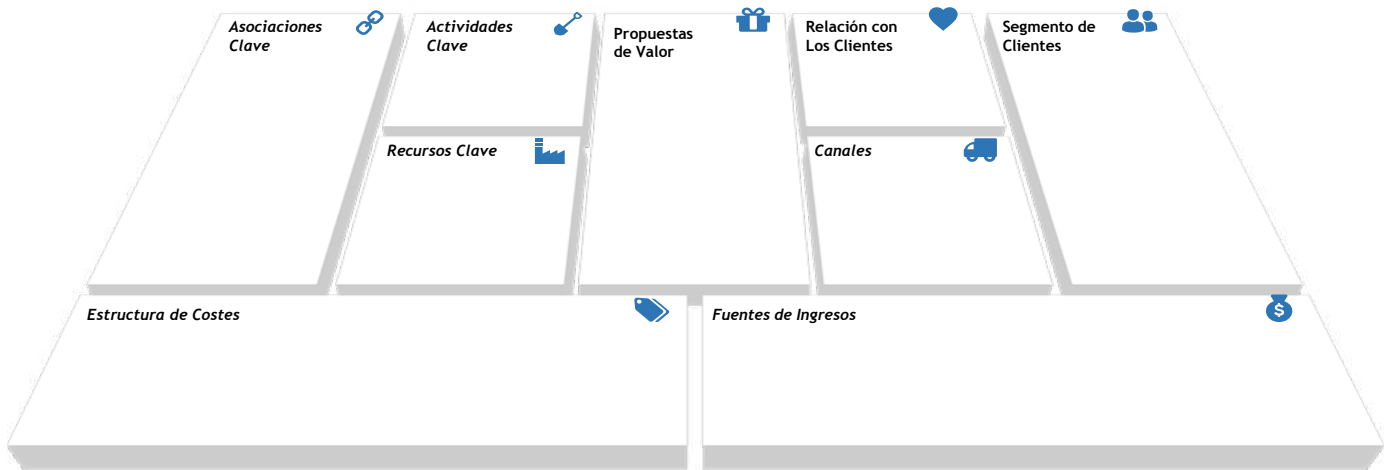 Asociaciones
Clave
Actividades
Clave
Propuestas
de Valor
Relación con
Los Clientes
Segmento de
Clientes
Recursos Clave
Canales
Estructura de Costes
Fuentes de Ingresos
$